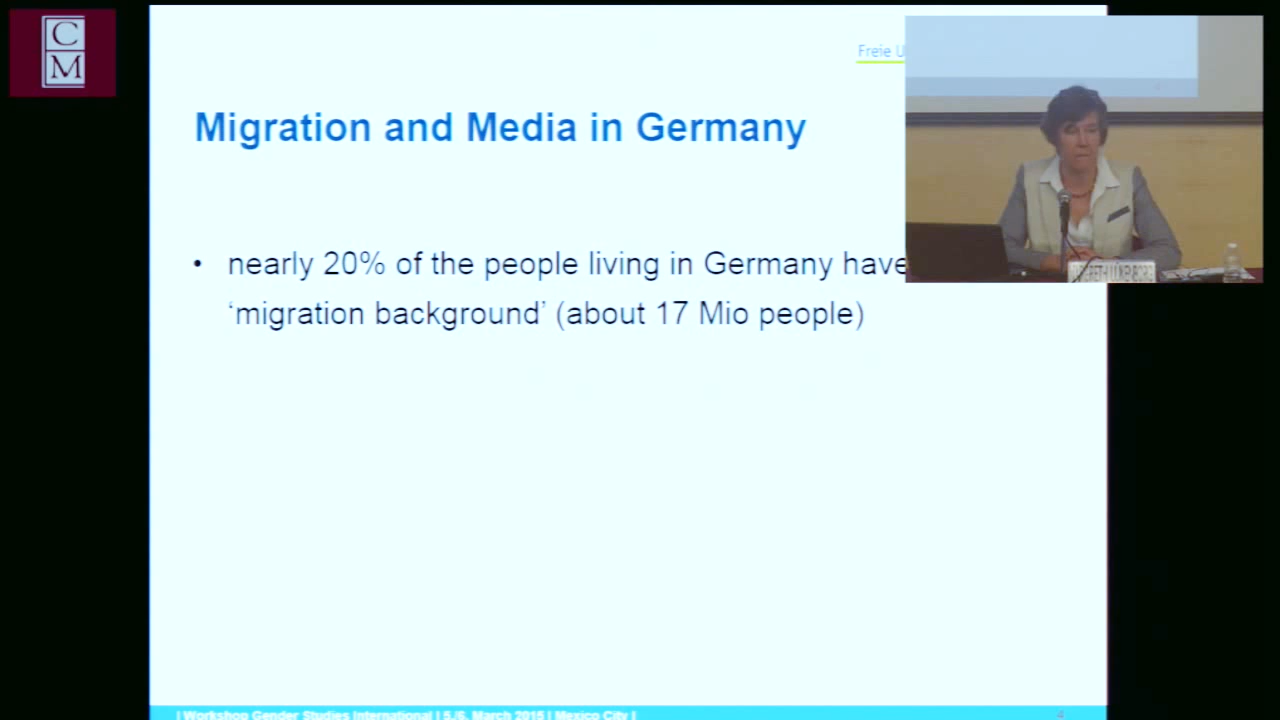 C
M
Freie
Migration and Media in Germany
• nearly 20% of the people living in Germany have
‘migration background’ (about 17 Mio people)
| Workshop Gender Studies International | 5./6. March 2015 | Mexico City |
4